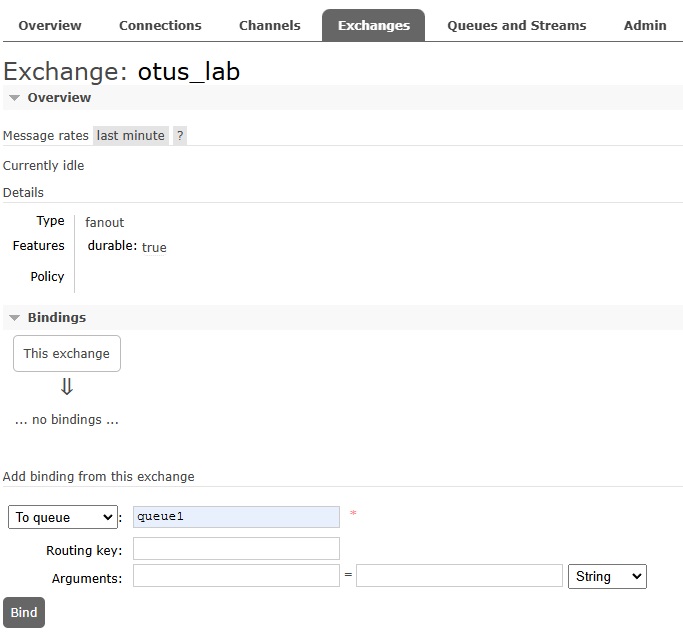 Overview Connections Channels Exchanges Queues and Streams Admin
Exchange: otus_lab
Overview
Message rates last minute ?
Currently idle
Details
Type fanout
Features durable: true
Policy
Bindings
This exchange
⇓
... no bindings ...
Add binding from this exchange
To queue : queue1 *
Routing key:
Arguments: = String
Bind